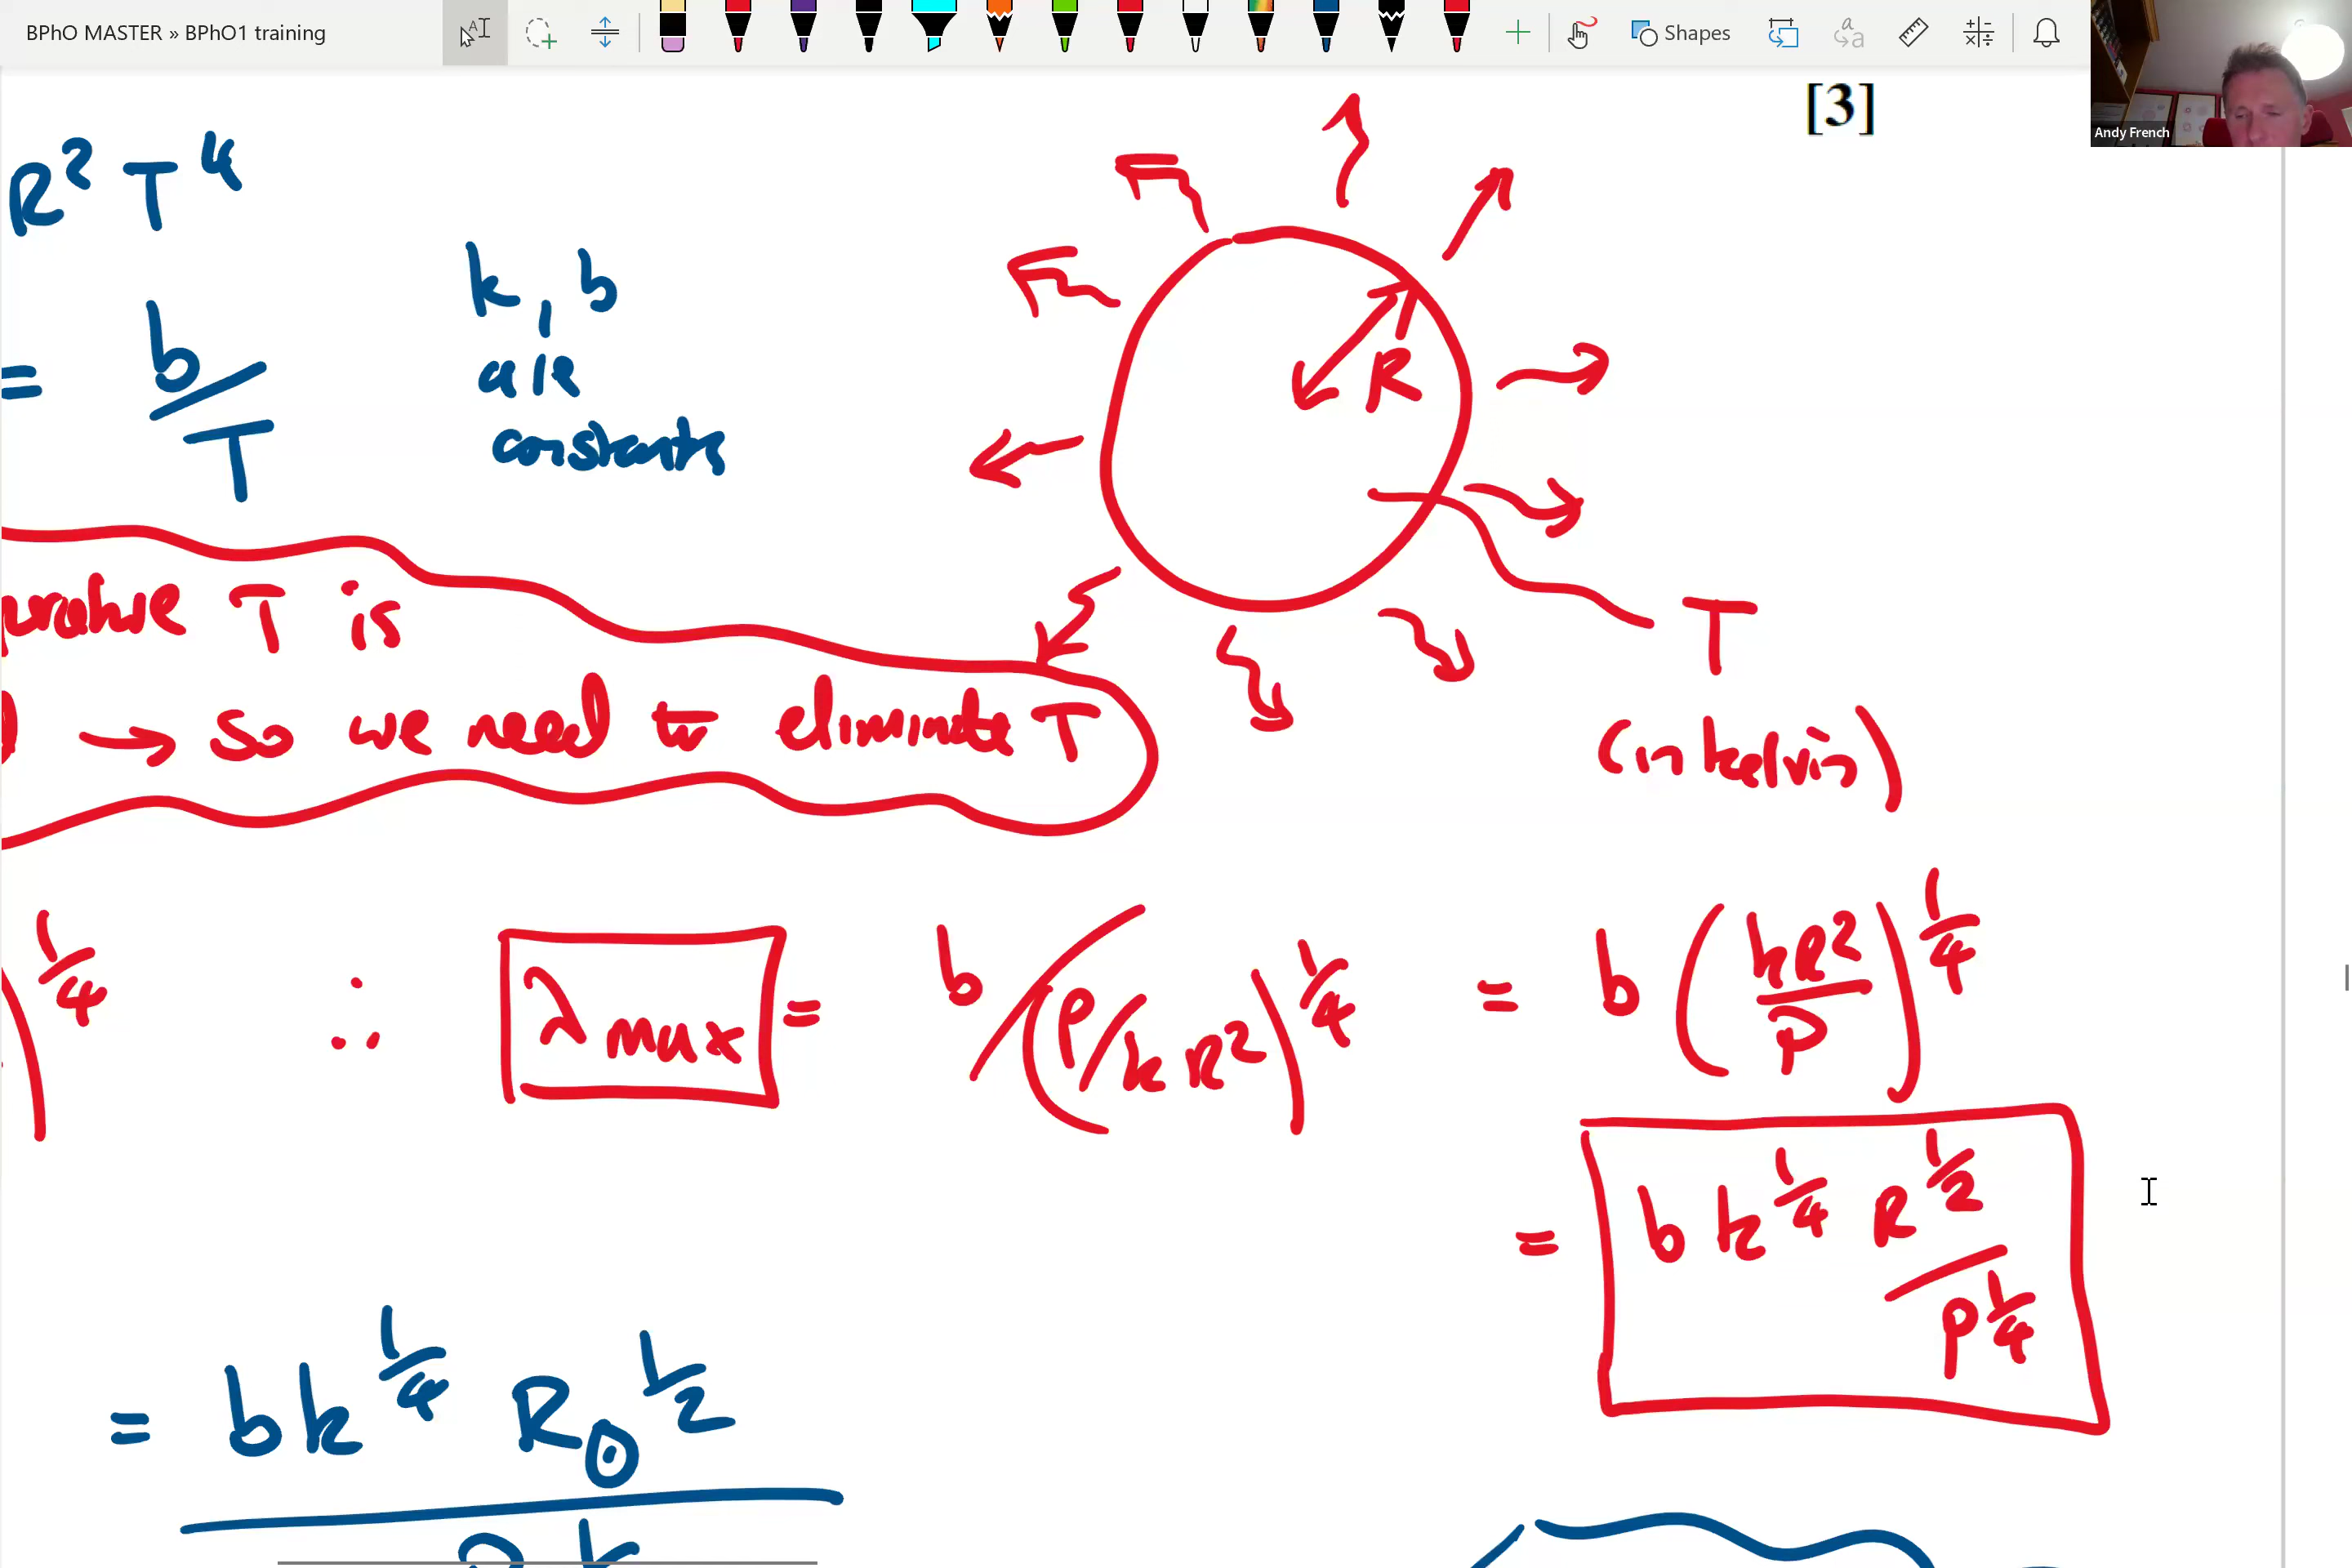 BPhO MASTER » BPhO1 training
Shapes
Andy French
[3]
R² T⁴
= b/T
k, b
are
constants
R
T
(in kelvin)
T is
→ so we need to eliminate T
)^1/4 ∴ λmax = b/(P/kR²)^1/4 = b(kR²/P)^1/4
= b k^1/4 R^1/2 / P^1/4
= b k^1/4 R⊙^1/2